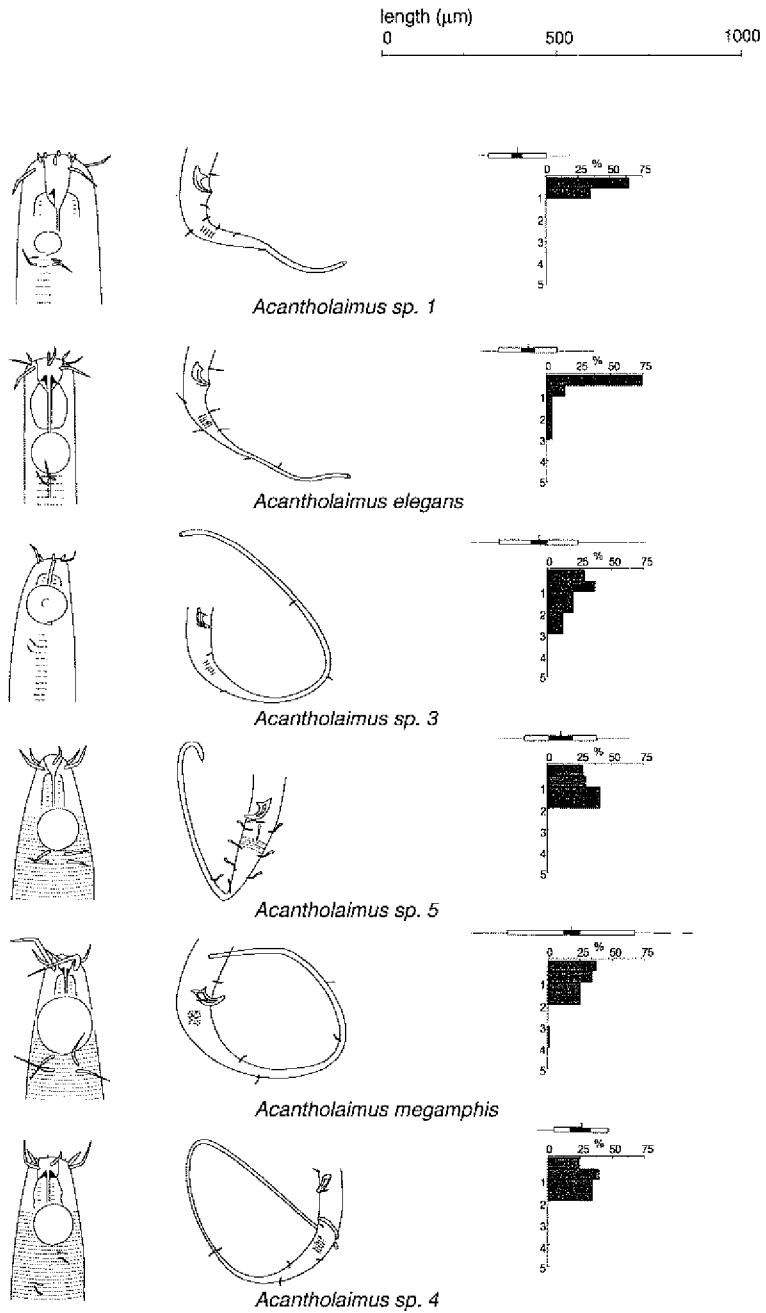 length (μm)
0 500 1000
%
0 25 50 75
1
2
3
4
5
Acantholaimus sp. 1
%
0 25 50 75
1
2
3
4
5
Acantholaimus elegans
%
0 25 50 75
1
2
3
4
5
Acantholaimus sp. 3
%
0 25 50 75
1
2
3
4
5
Acantholaimus sp. 5
%
0 25 50 75
1
2
3
4
5
Acantholaimus megamphis
%
0 25 50 75
1
2
3
4
5
Acantholaimus sp. 4